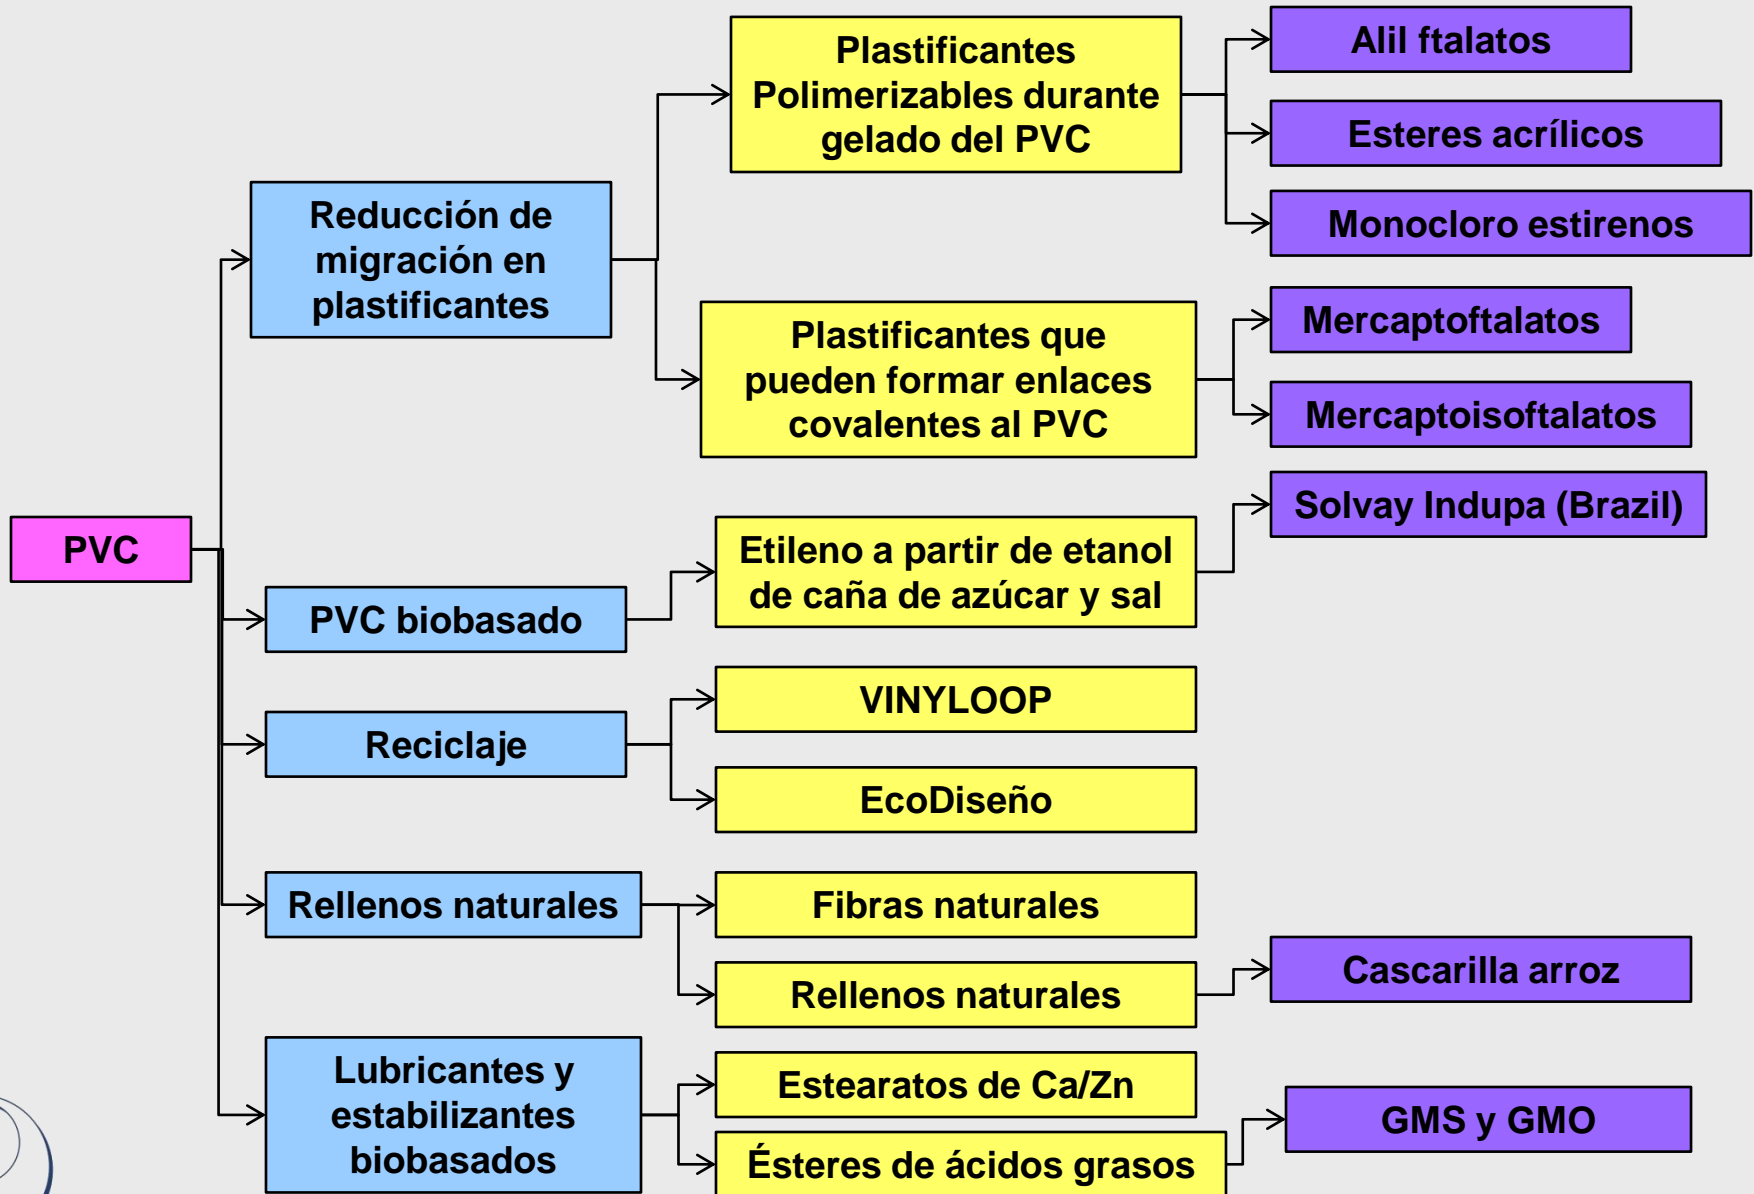 PVC
Reducción de
migración en
plastificantes
Plastificantes
Polimerizables durante
gelado del PVC
Alil ftalatos
Esteres acrílicos
Monocloro estirenos
Plastificantes que
pueden formar enlaces
covalentes al PVC
Mercaptoftalatos
Mercaptoisoftalatos
PVC biobasado
Etileno a partir de etanol
de caña de azúcar y sal
Solvay Indupa (Brazil)
Reciclaje
VINYLOOP
EcoDiseño
Rellenos naturales
Fibras naturales
Rellenos naturales
Cascarilla arroz
Lubricantes y
estabilizantes
biobasados
Estearatos de Ca/Zn
Ésteres de ácidos grasos
GMS y GMO